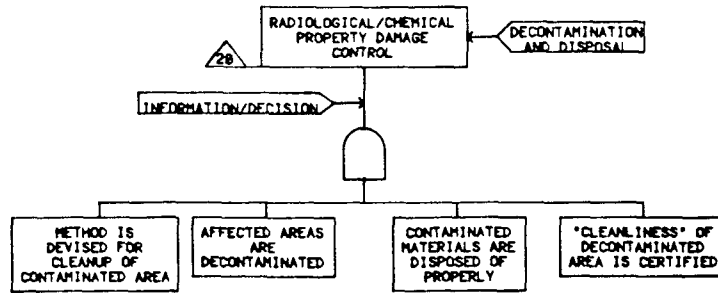 RADIOLOGICAL/CHEMICAL
PROPERTY DAMAGE
CONTROL
DECONTAMINATION
AND DISPOSAL
20
INFORMATION/DECISION
METHOD IS
DEVISED FOR
CLEANUP OF
CONTAMINATED AREA
AFFECTED AREAS
ARE
DECONTAMINATED
CONTAMINATED
MATERIALS ARE
DISPOSED OF
PROPERLY
"CLEANLINESS" OF
DECONTAMINATED
AREA IS CERTIFIED